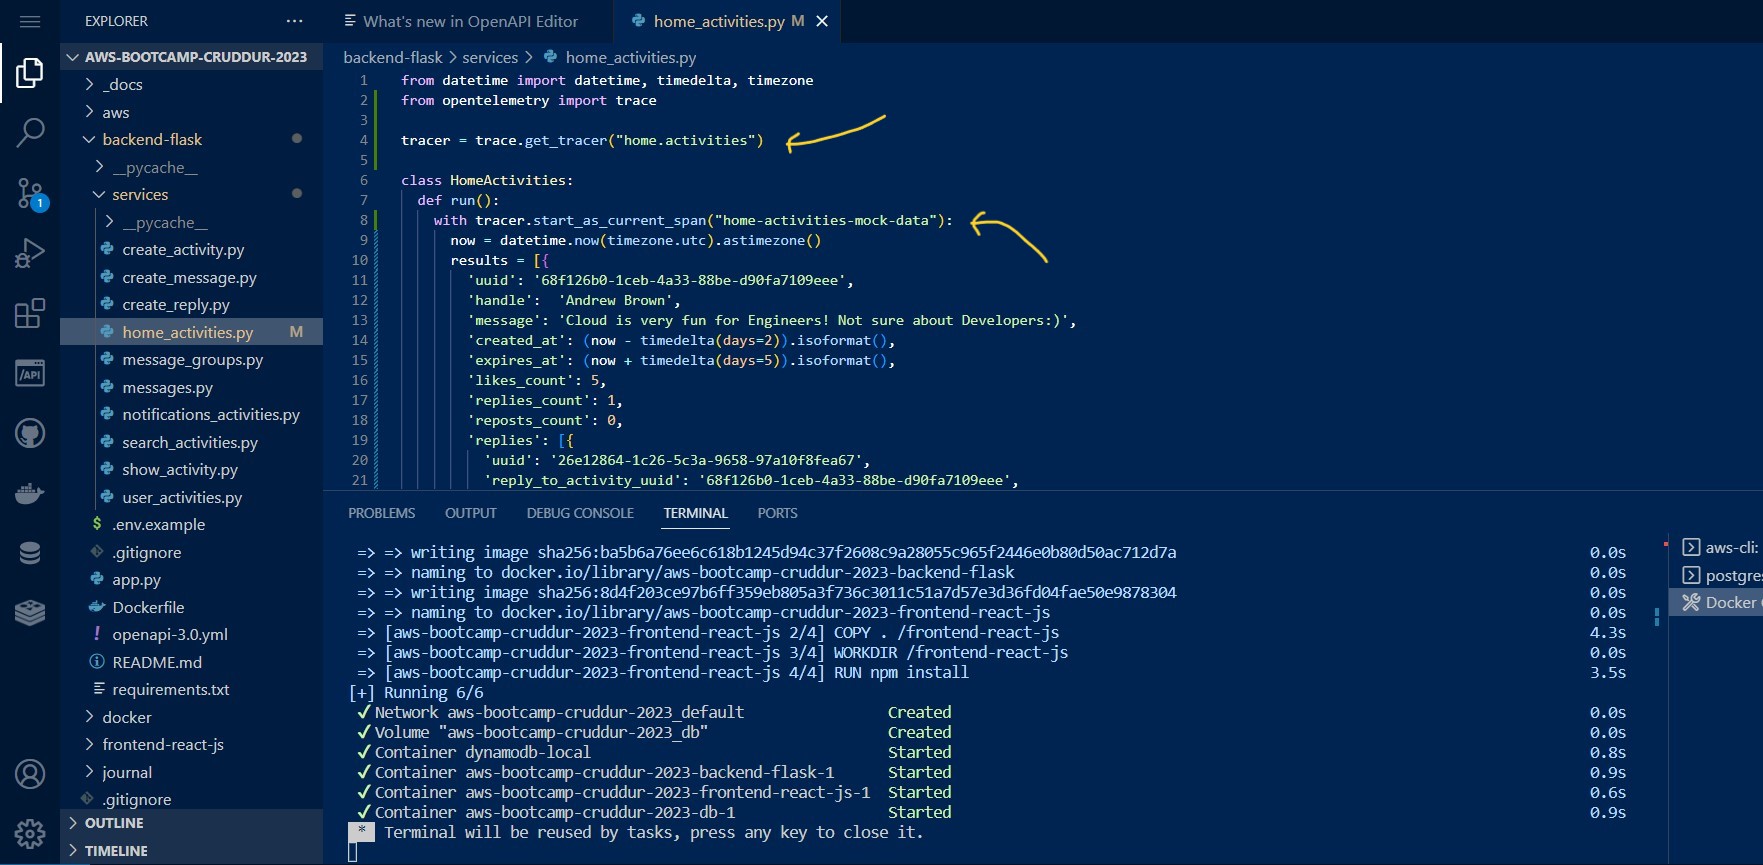 EXPLORER
AWS-BOOTCAMP-CRUDDUR-2023
_docs
aws
backend-flask
__pycache__
services
__pycache__
create_activity.py
create_message.py
create_reply.py
home_activities.py M
message_groups.py
messages.py
notifications_activities.py
search_activities.py
show_activity.py
user_activities.py
.env.example
.gitignore
app.py
Dockerfile
openapi-3.0.yml
README.md
requirements.txt
docker
frontend-react-js
journal
.gitignore
OUTLINE
TIMELINE
1
/API
What's new in OpenAPI Editor
home_activities.py M
backend-flask > services > home_activities.py
1 from datetime import datetime, timedelta, timezone
2 from opentelemetry import trace
3
4 tracer = trace.get_tracer("home.activities")
5
6 class HomeActivities:
7 def run():
8 with tracer.start_as_current_span("home-activities-mock-data"):
9 now = datetime.now(timezone.utc).astimezone()
10 results = [{
11 'uuid': '68f126b0-1ceb-4a33-88be-d90fa7109eee',
12 'handle':  'Andrew Brown',
13 'message': 'Cloud is very fun for Engineers! Not sure about Developers:)',
14 'created_at': (now - timedelta(days=2)).isoformat(),
15 'expires_at': (now + timedelta(days=5)).isoformat(),
16 'likes_count': 5,
17 'replies_count': 1,
18 'reposts_count': 0,
19 'replies': [{
20 'uuid': '26e12864-1c26-5c3a-9658-97a10f8fea67',
21 'reply_to_activity_uuid': '68f126b0-1ceb-4a33-88be-d90fa7109eee',
PROBLEMS OUTPUT DEBUG CONSOLE TERMINAL PORTS
=> => writing image sha256:ba5b6a76ee6c618b1245d94c37f2608c9a28055c965f2446e0b80d50ac712d7a 0.0s
=> => naming to docker.io/library/aws-bootcamp-cruddur-2023-backend-flask 0.0s
=> => writing image sha256:8d4f203ce97b6ff359eb805a3f736c3011c51a7d57e3d36fd04fae50e9878304 0.0s
=> => naming to docker.io/library/aws-bootcamp-cruddur-2023-frontend-react-js 0.0s
=> [aws-bootcamp-cruddur-2023-frontend-react-js 2/4] COPY . /frontend-react-js 4.3s
=> [aws-bootcamp-cruddur-2023-frontend-react-js 3/4] WORKDIR /frontend-react-js 0.0s
=> [aws-bootcamp-cruddur-2023-frontend-react-js 4/4] RUN npm install 3.5s
[+] Running 6/6
✔ Network aws-bootcamp-cruddur-2023_default Created 0.0s
✔ Volume "aws-bootcamp-cruddur-2023_db" Created 0.0s
✔ Container dynamodb-local Started 0.8s
✔ Container aws-bootcamp-cruddur-2023-backend-flask-1 Started 0.9s
✔ Container aws-bootcamp-cruddur-2023-frontend-react-js-1 Started 0.6s
✔ Container aws-bootcamp-cruddur-2023-db-1 Started 0.9s
* Terminal will be reused by tasks, press any key to close it.
aws-cli:
postgres
Docker